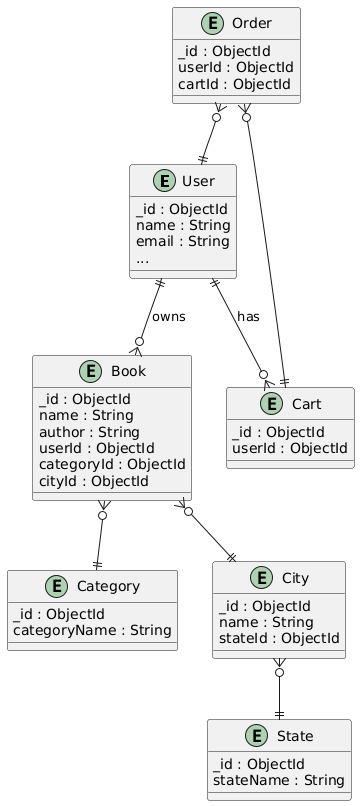 E Order
_id : ObjectId
userId : ObjectId
cartId : ObjectId
E User
_id : ObjectId
name : String
email : String
...
owns
has
E Book
_id : ObjectId
name : String
author : String
userId : ObjectId
categoryId : ObjectId
cityId : ObjectId
E Cart
_id : ObjectId
userId : ObjectId
E Category
_id : ObjectId
categoryName : String
E City
_id : ObjectId
name : String
stateId : ObjectId
E State
_id : ObjectId
stateName : String